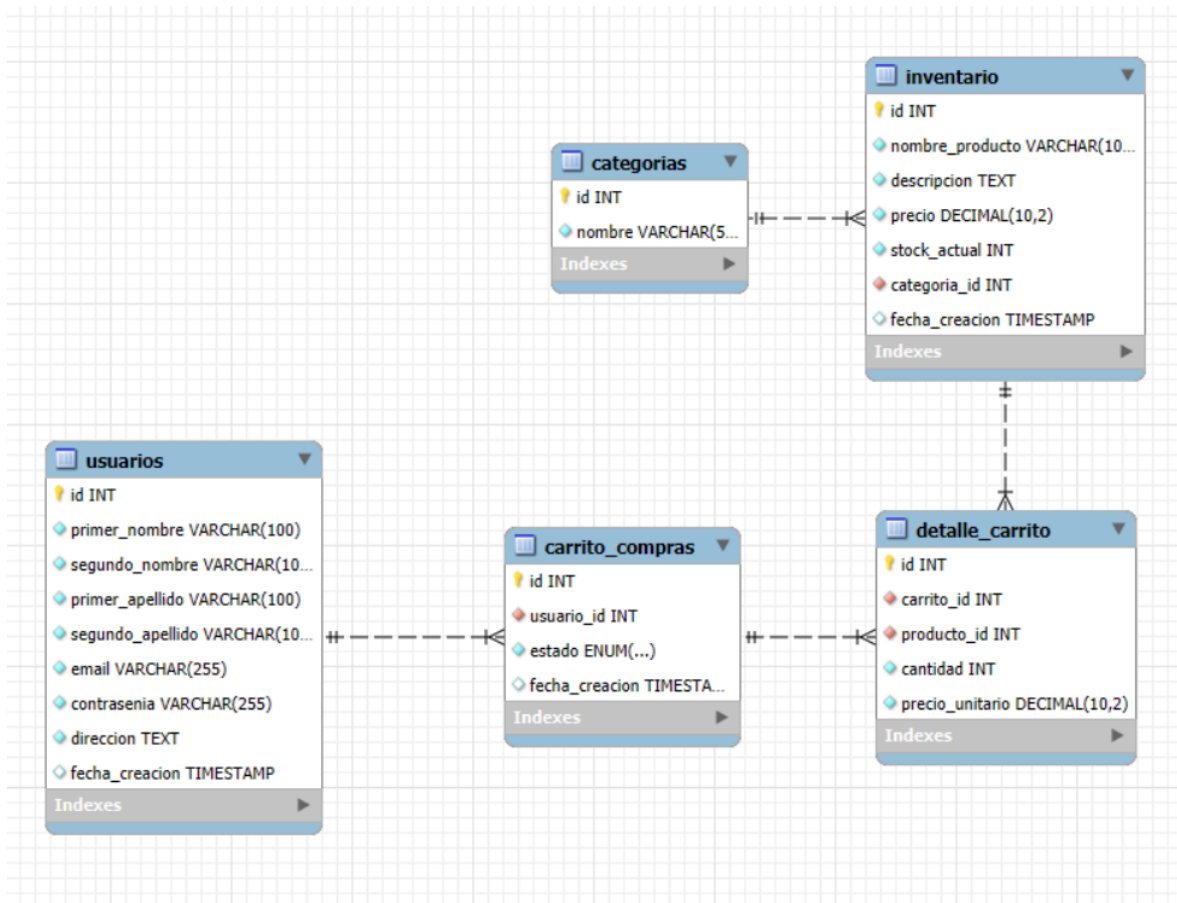 inventario
id INT
nombre_producto VARCHAR(10...
descripcion TEXT
precio DECIMAL(10,2)
stock_actual INT
categoria_id INT
fecha_creacion TIMESTAMP
Indexes
categorias
id INT
nombre VARCHAR(5...
Indexes
usuarios
id INT
primer_nombre VARCHAR(100)
segundo_nombre VARCHAR(10...
primer_apellido VARCHAR(100)
segundo_apellido VARCHAR(10...
email VARCHAR(255)
contrasenia VARCHAR(255)
direccion TEXT
fecha_creacion TIMESTAMP
Indexes
carrito_compras
id INT
usuario_id INT
estado ENUM(...)
fecha_creacion TIMESTA...
Indexes
detalle_carrito
id INT
carrito_id INT
producto_id INT
cantidad INT
precio_unitario DECIMAL(10,2)
Indexes